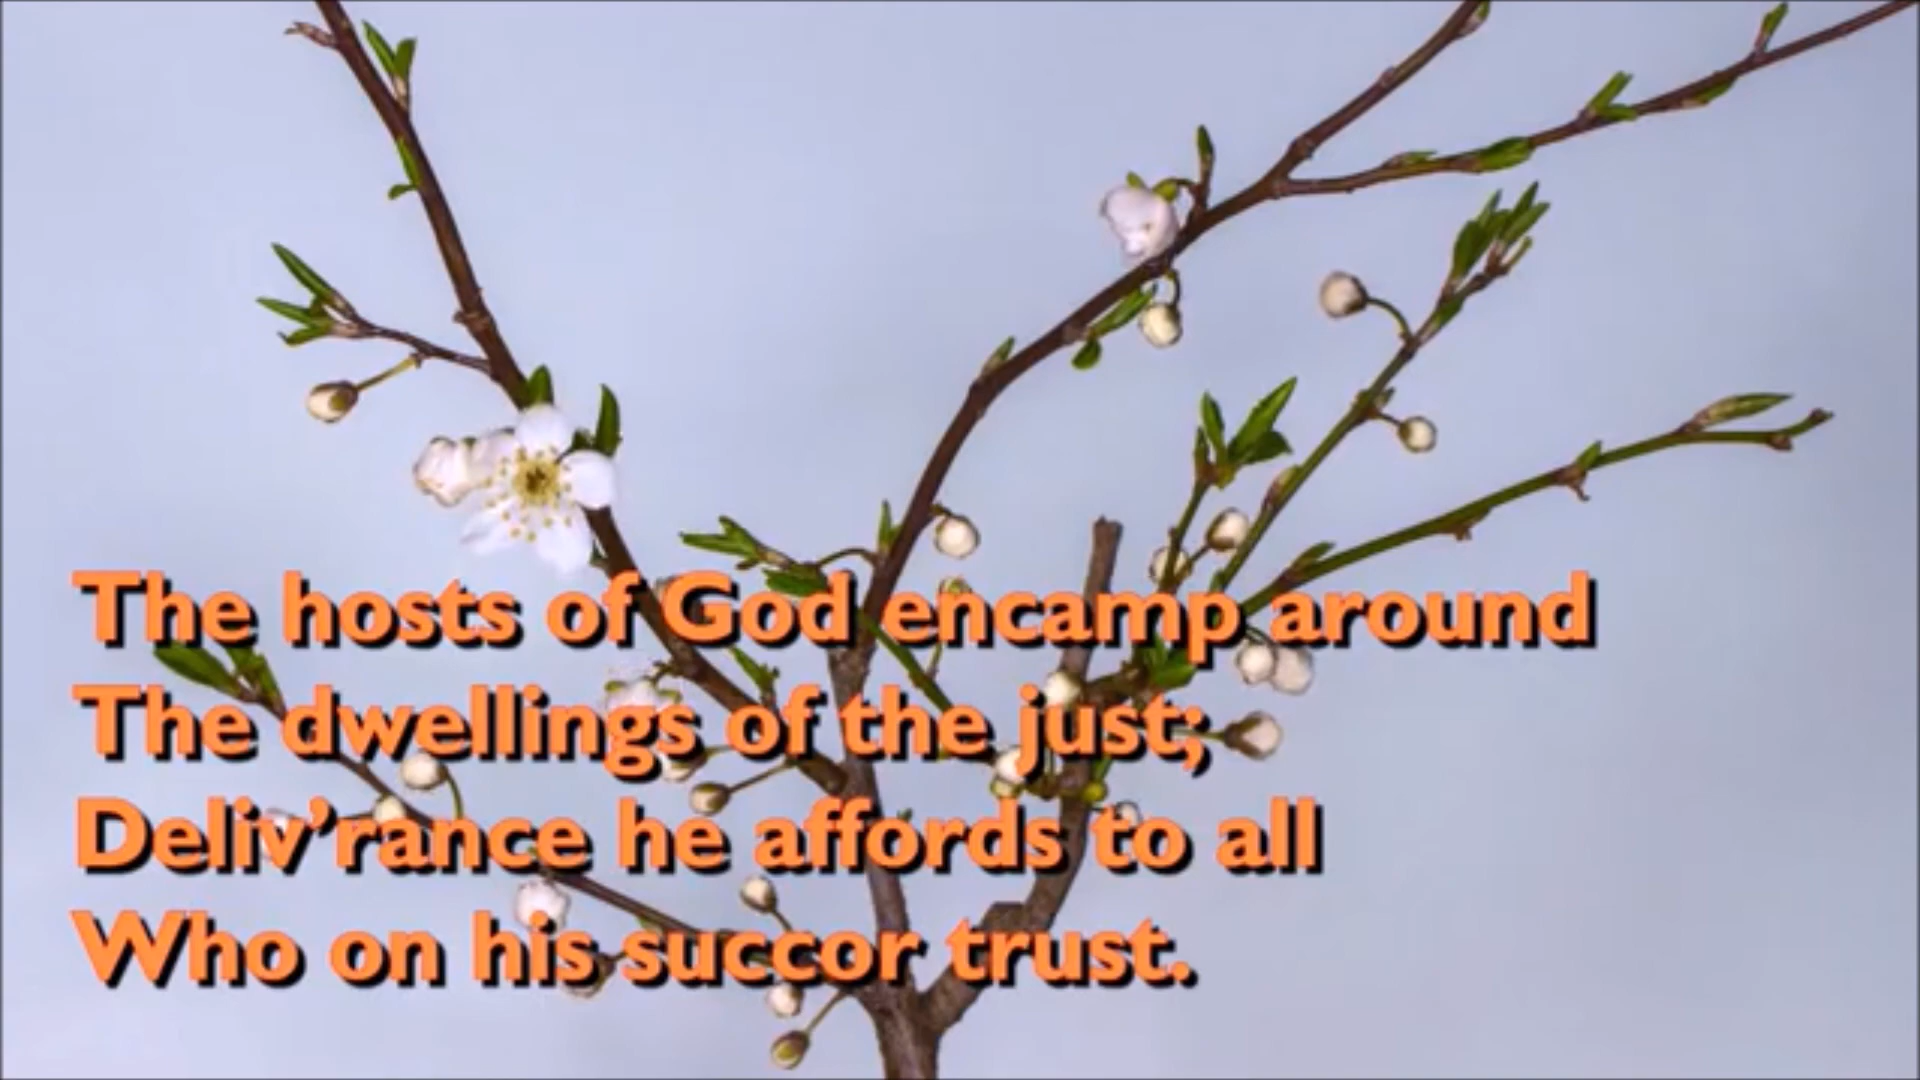 The hosts of God encamp around
The dwellings of the just;
Deliv’rance he affords to all
Who on his succor trust.